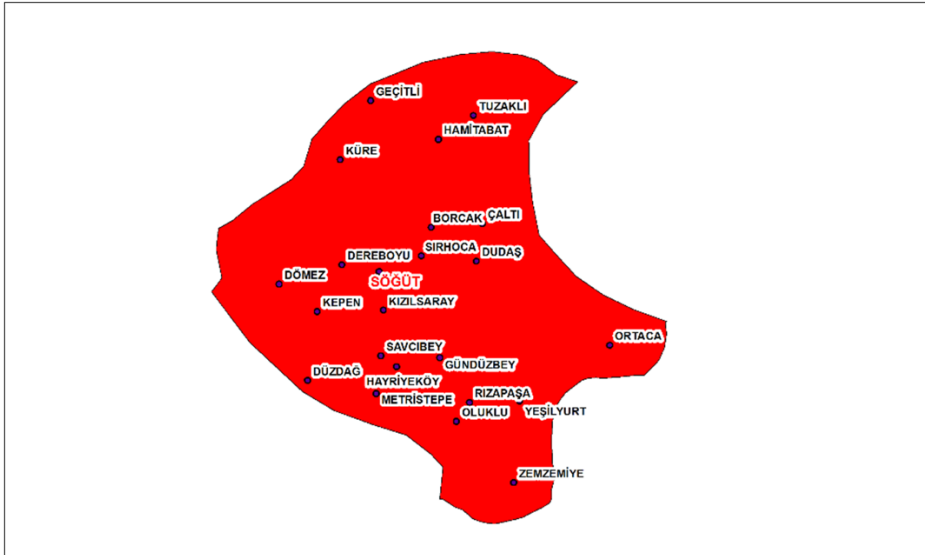 GEÇİTLİ
TUZAKLI
HAMİTABAT
KÜRE
BORCAK
ÇALTI
SIRHOCA
DUDAŞ
DEREBOYU
DÖMEZ
SÖĞÜT
KEPEN
KIZILSARAY
ORTACA
SAVCIBEY
GÜNDÜZBEY
DÜZDAĞ
HAYRİYEKÖY
METRİSTEPE
RIZAPAŞA
OLUKLU
YEŞİLYURT
ZEMZEMİYE